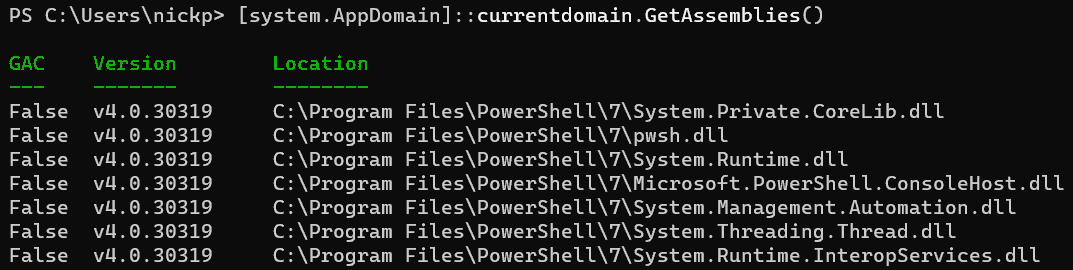 PS C:\Users\nickp> [system.AppDomain]::currentdomain.GetAssemblies()
GAC    Version        Location
---    -------        --------
False  v4.0.30319     C:\Program Files\PowerShell\7\System.Private.CoreLib.dll
False  v4.0.30319     C:\Program Files\PowerShell\7\pwsh.dll
False  v4.0.30319     C:\Program Files\PowerShell\7\System.Runtime.dll
False  v4.0.30319     C:\Program Files\PowerShell\7\Microsoft.PowerShell.ConsoleHost.dll
False  v4.0.30319     C:\Program Files\PowerShell\7\System.Management.Automation.dll
False  v4.0.30319     C:\Program Files\PowerShell\7\System.Threading.Thread.dll
False  v4.0.30319     C:\Program Files\PowerShell\7\System.Runtime.InteropServices.dll